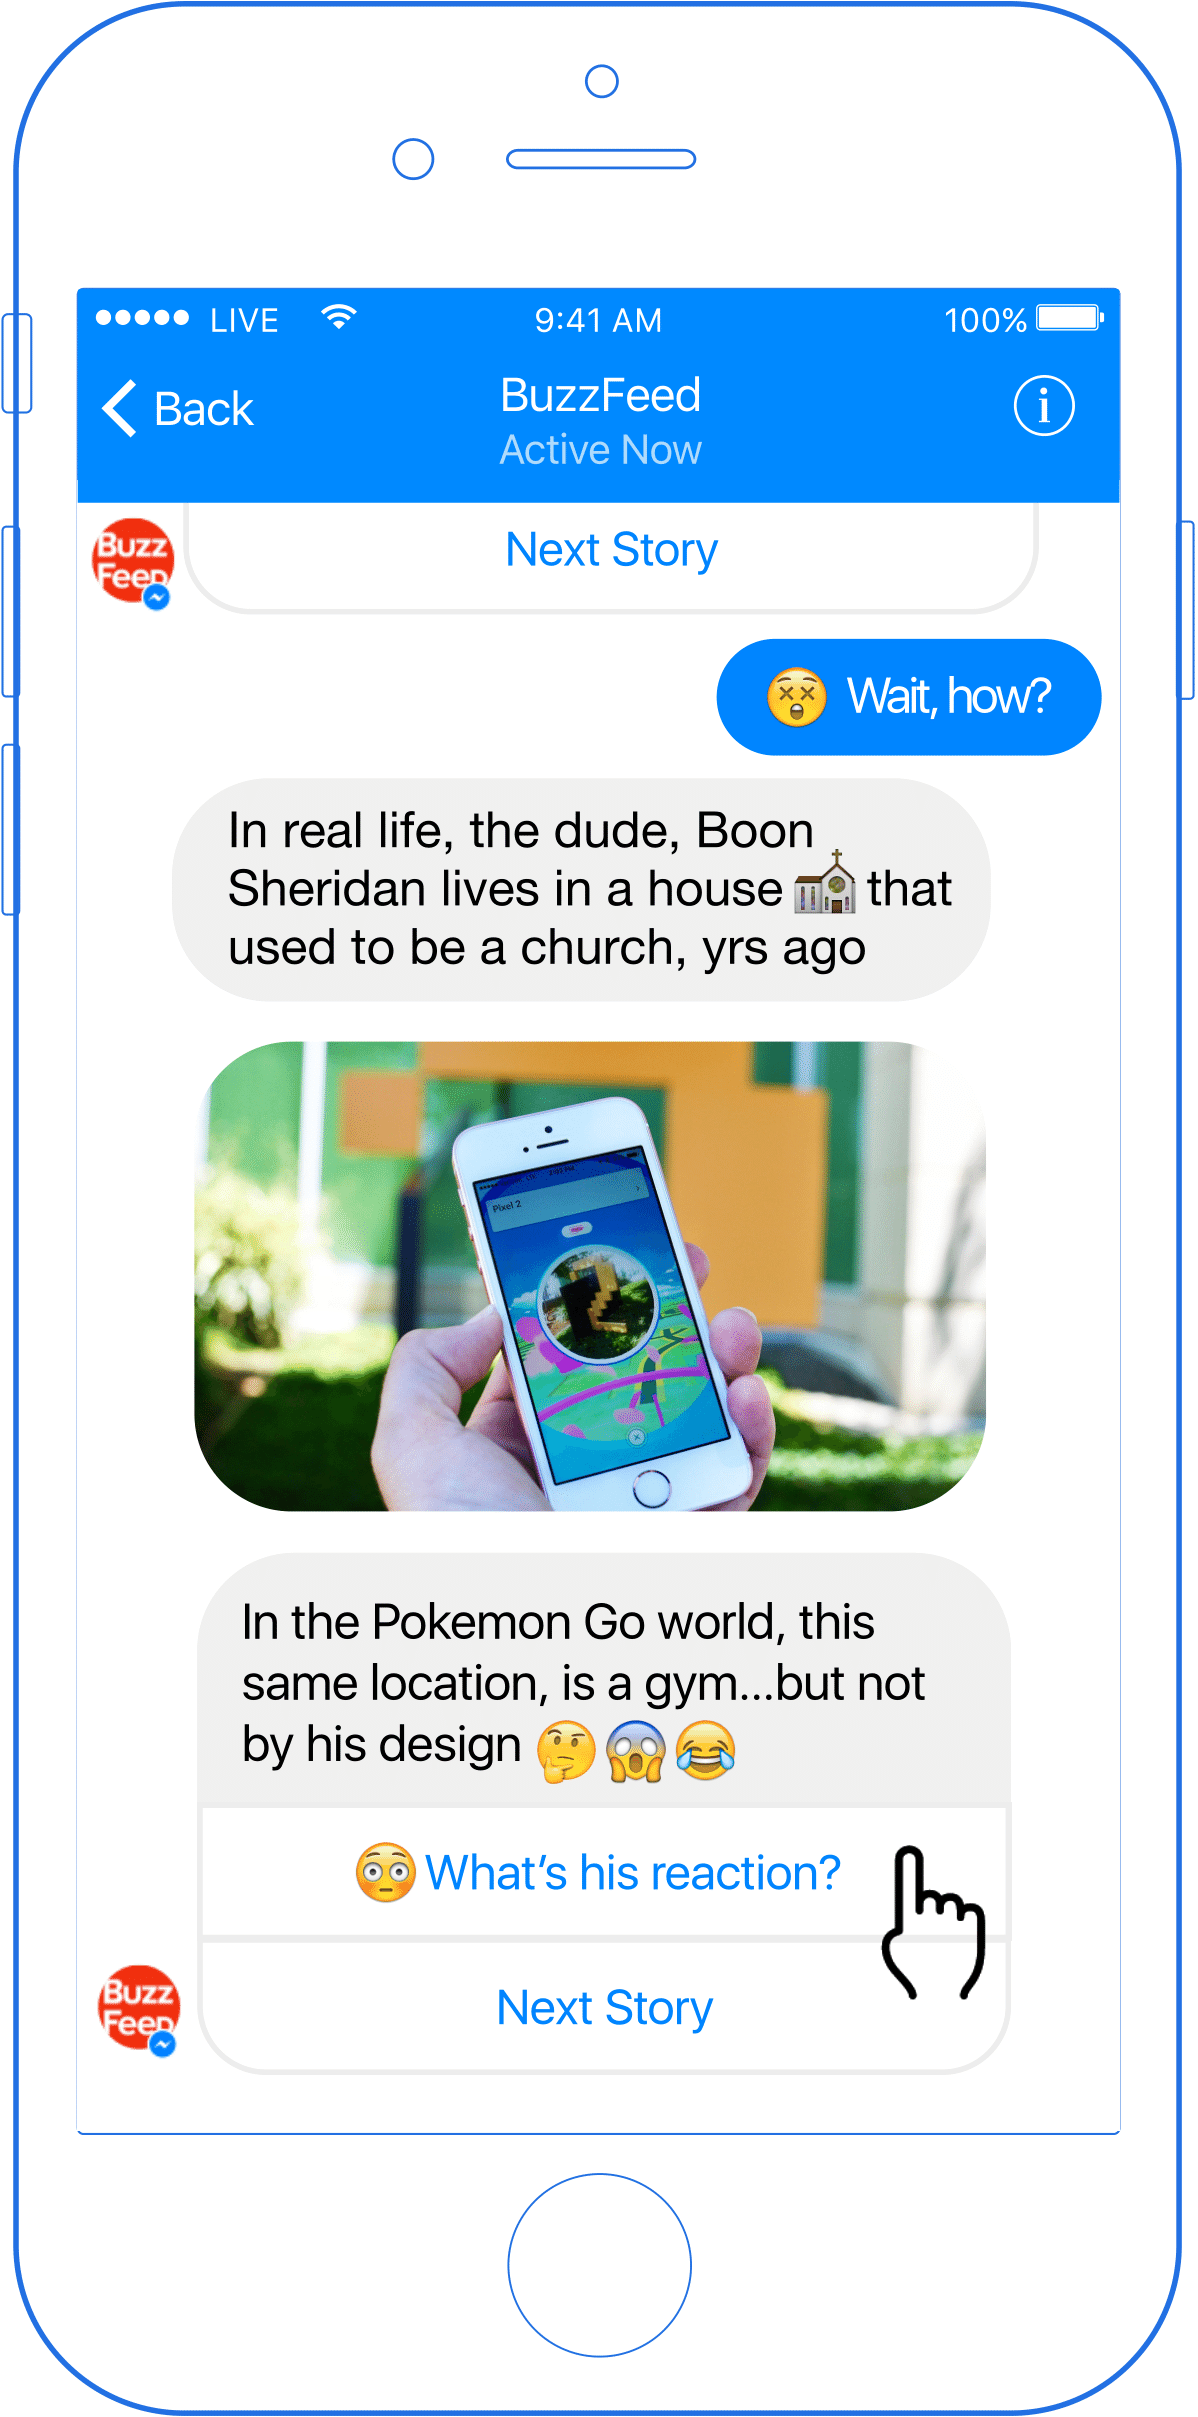 LIVE 9:41 AM 100%
Back BuzzFeed
Active Now
Buzz
Feed
Next Story
😵 Wait, how?
In real life, the dude, Boon
Sheridan lives in a house ⛪ that
used to be a church, yrs ago
Pixel 2
In the Pokemon Go world, this
same location, is a gym...but not
by his design 🤔😱😂
😳 What's his reaction?
Buzz
Feed
Next Story